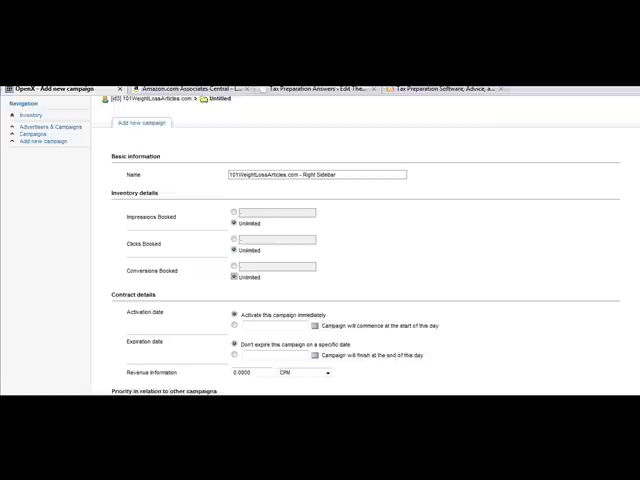 OpenX - Add new campaign
Amazon.com Associates Central - L...
Tax Preparation Answers - Edit The...
Tax Preparation Software, Advice, a...
Navigation
Inventory
Advertisers & Campaigns
Campaigns
Add new campaign
[id3] 101WeightLossArticles.com > Untitled
Add new campaign
Basic information
Name 101WeightLossArticles.com - Right Sidebar
Inventory details
Impressions Booked -
Unlimited
Clicks Booked -
Unlimited
Conversions Booked -
Unlimited
Contract details
Activation date Activate this campaign immediately
Campaign will commence at the start of this day
Expiration date Don't expire this campaign on a specific date
Campaign will finish at the end of this day
Revenue Information 0.0000 CPM
Priority in relation to other campaigns